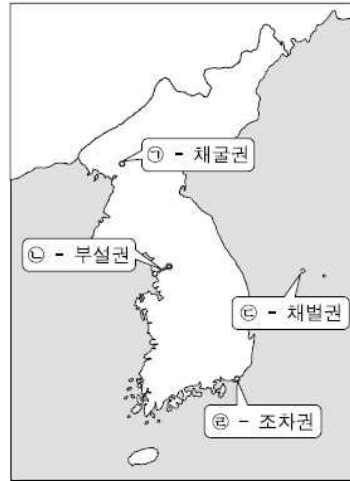 ㉠ - 채굴권
㉡ - 부설권
㉢ - 채벌권
㉣ - 조차권